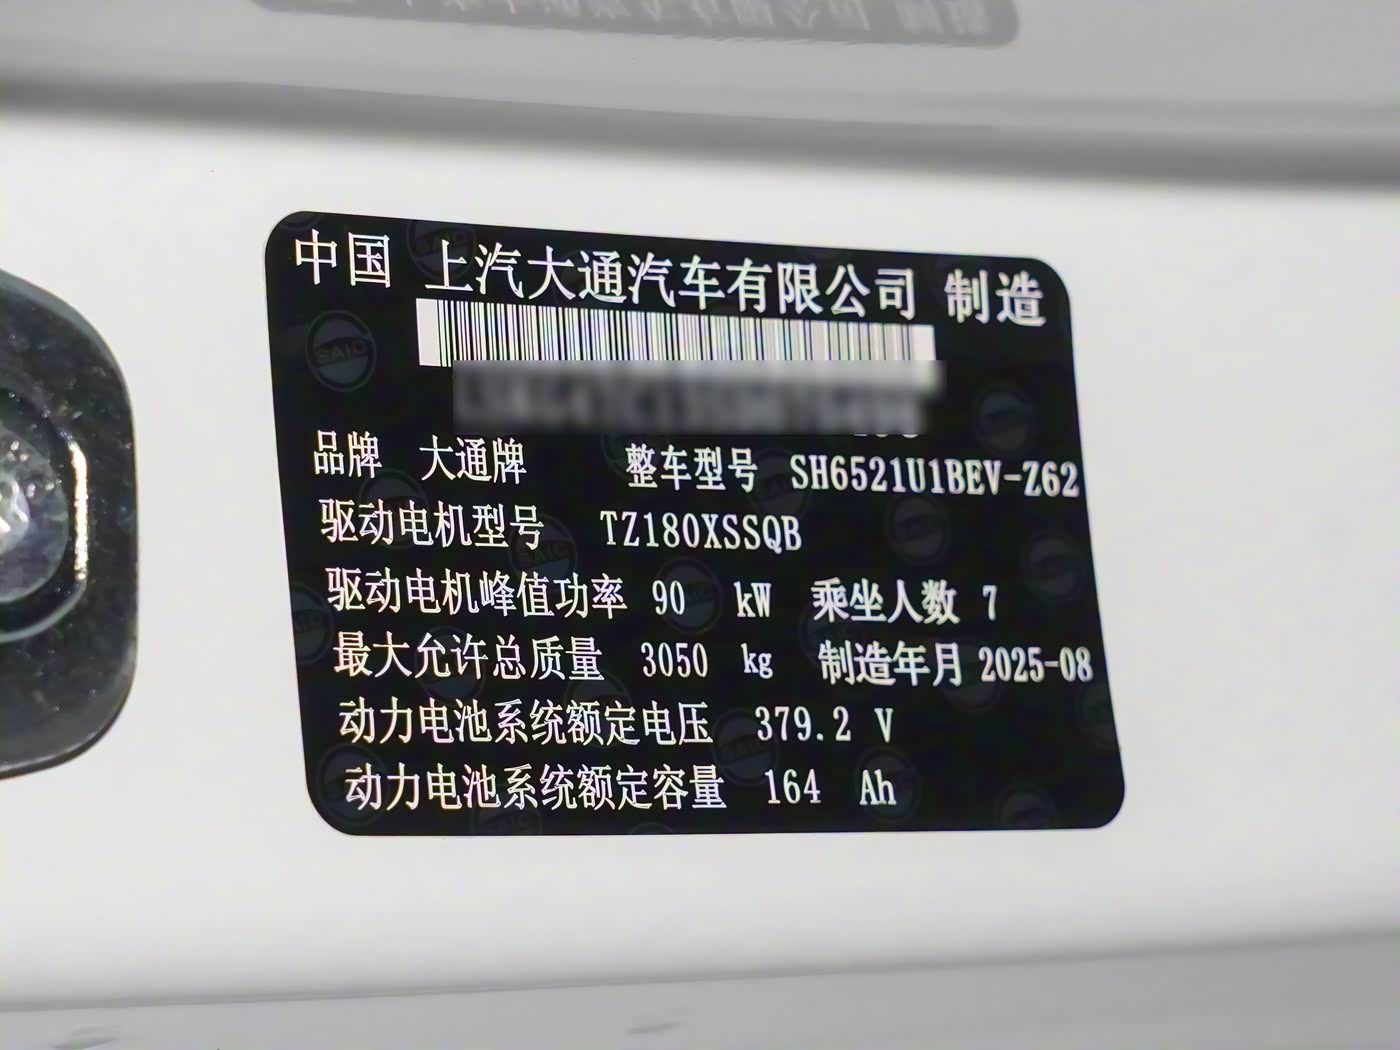 中国 上汽大通汽车有限公司 制造
品牌 大通牌 整车型号 SH6521U1BEV-Z62
驱动电机型号 TZ180XSSQB
驱动电机峰值功率 90 kW 乘坐人数 7
最大允许总质量 3050 kg 制造年月 2025-08
动力电池系统额定电压 379.2 V
动力电池系统额定容量 164 Ah